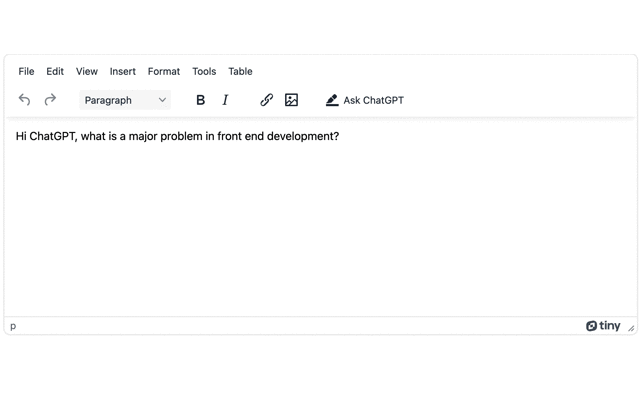 File Edit View Insert Format Tools Table
Paragraph B I Ask ChatGPT
Hi ChatGPT, what is a major problem in front end development?
p tiny